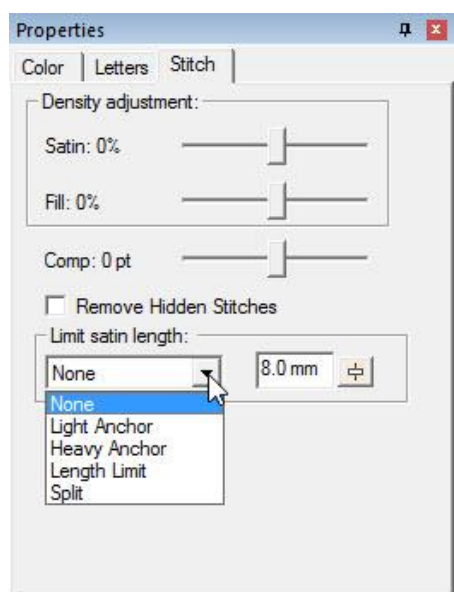 Properties
Color Letters Stitch
Density adjustment:
Satin: 0%
Fill: 0%
Comp: 0 pt
Remove Hidden Stitches
Limit satin length:
None 8.0 mm
None
Light Anchor
Heavy Anchor
Length Limit
Split